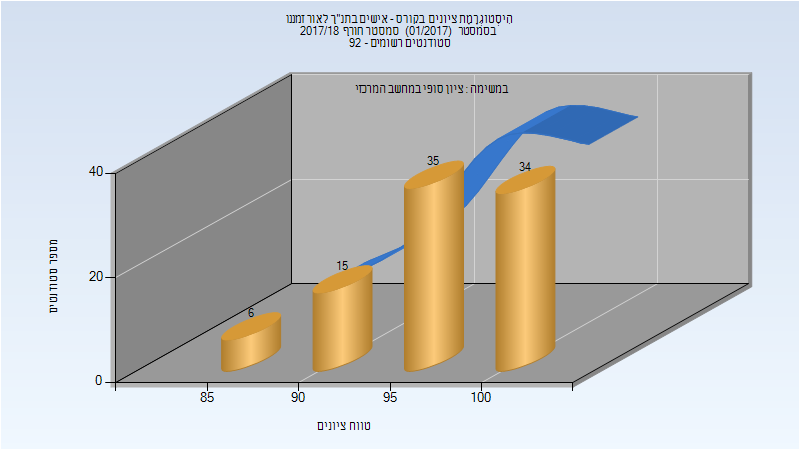 היסטוגרמת ציונים בקורס - אישים בתנ"ך לאור זמננו
בסמסטר (01/2017) סמסטר חורף 2017/18
סטודנטים רשומים - 92
במשימה : ציון סופי במחשב המרכזי
מספר סטודנטים
40
20
0
6
15
35
34
85
90
95
100
טווח ציונים